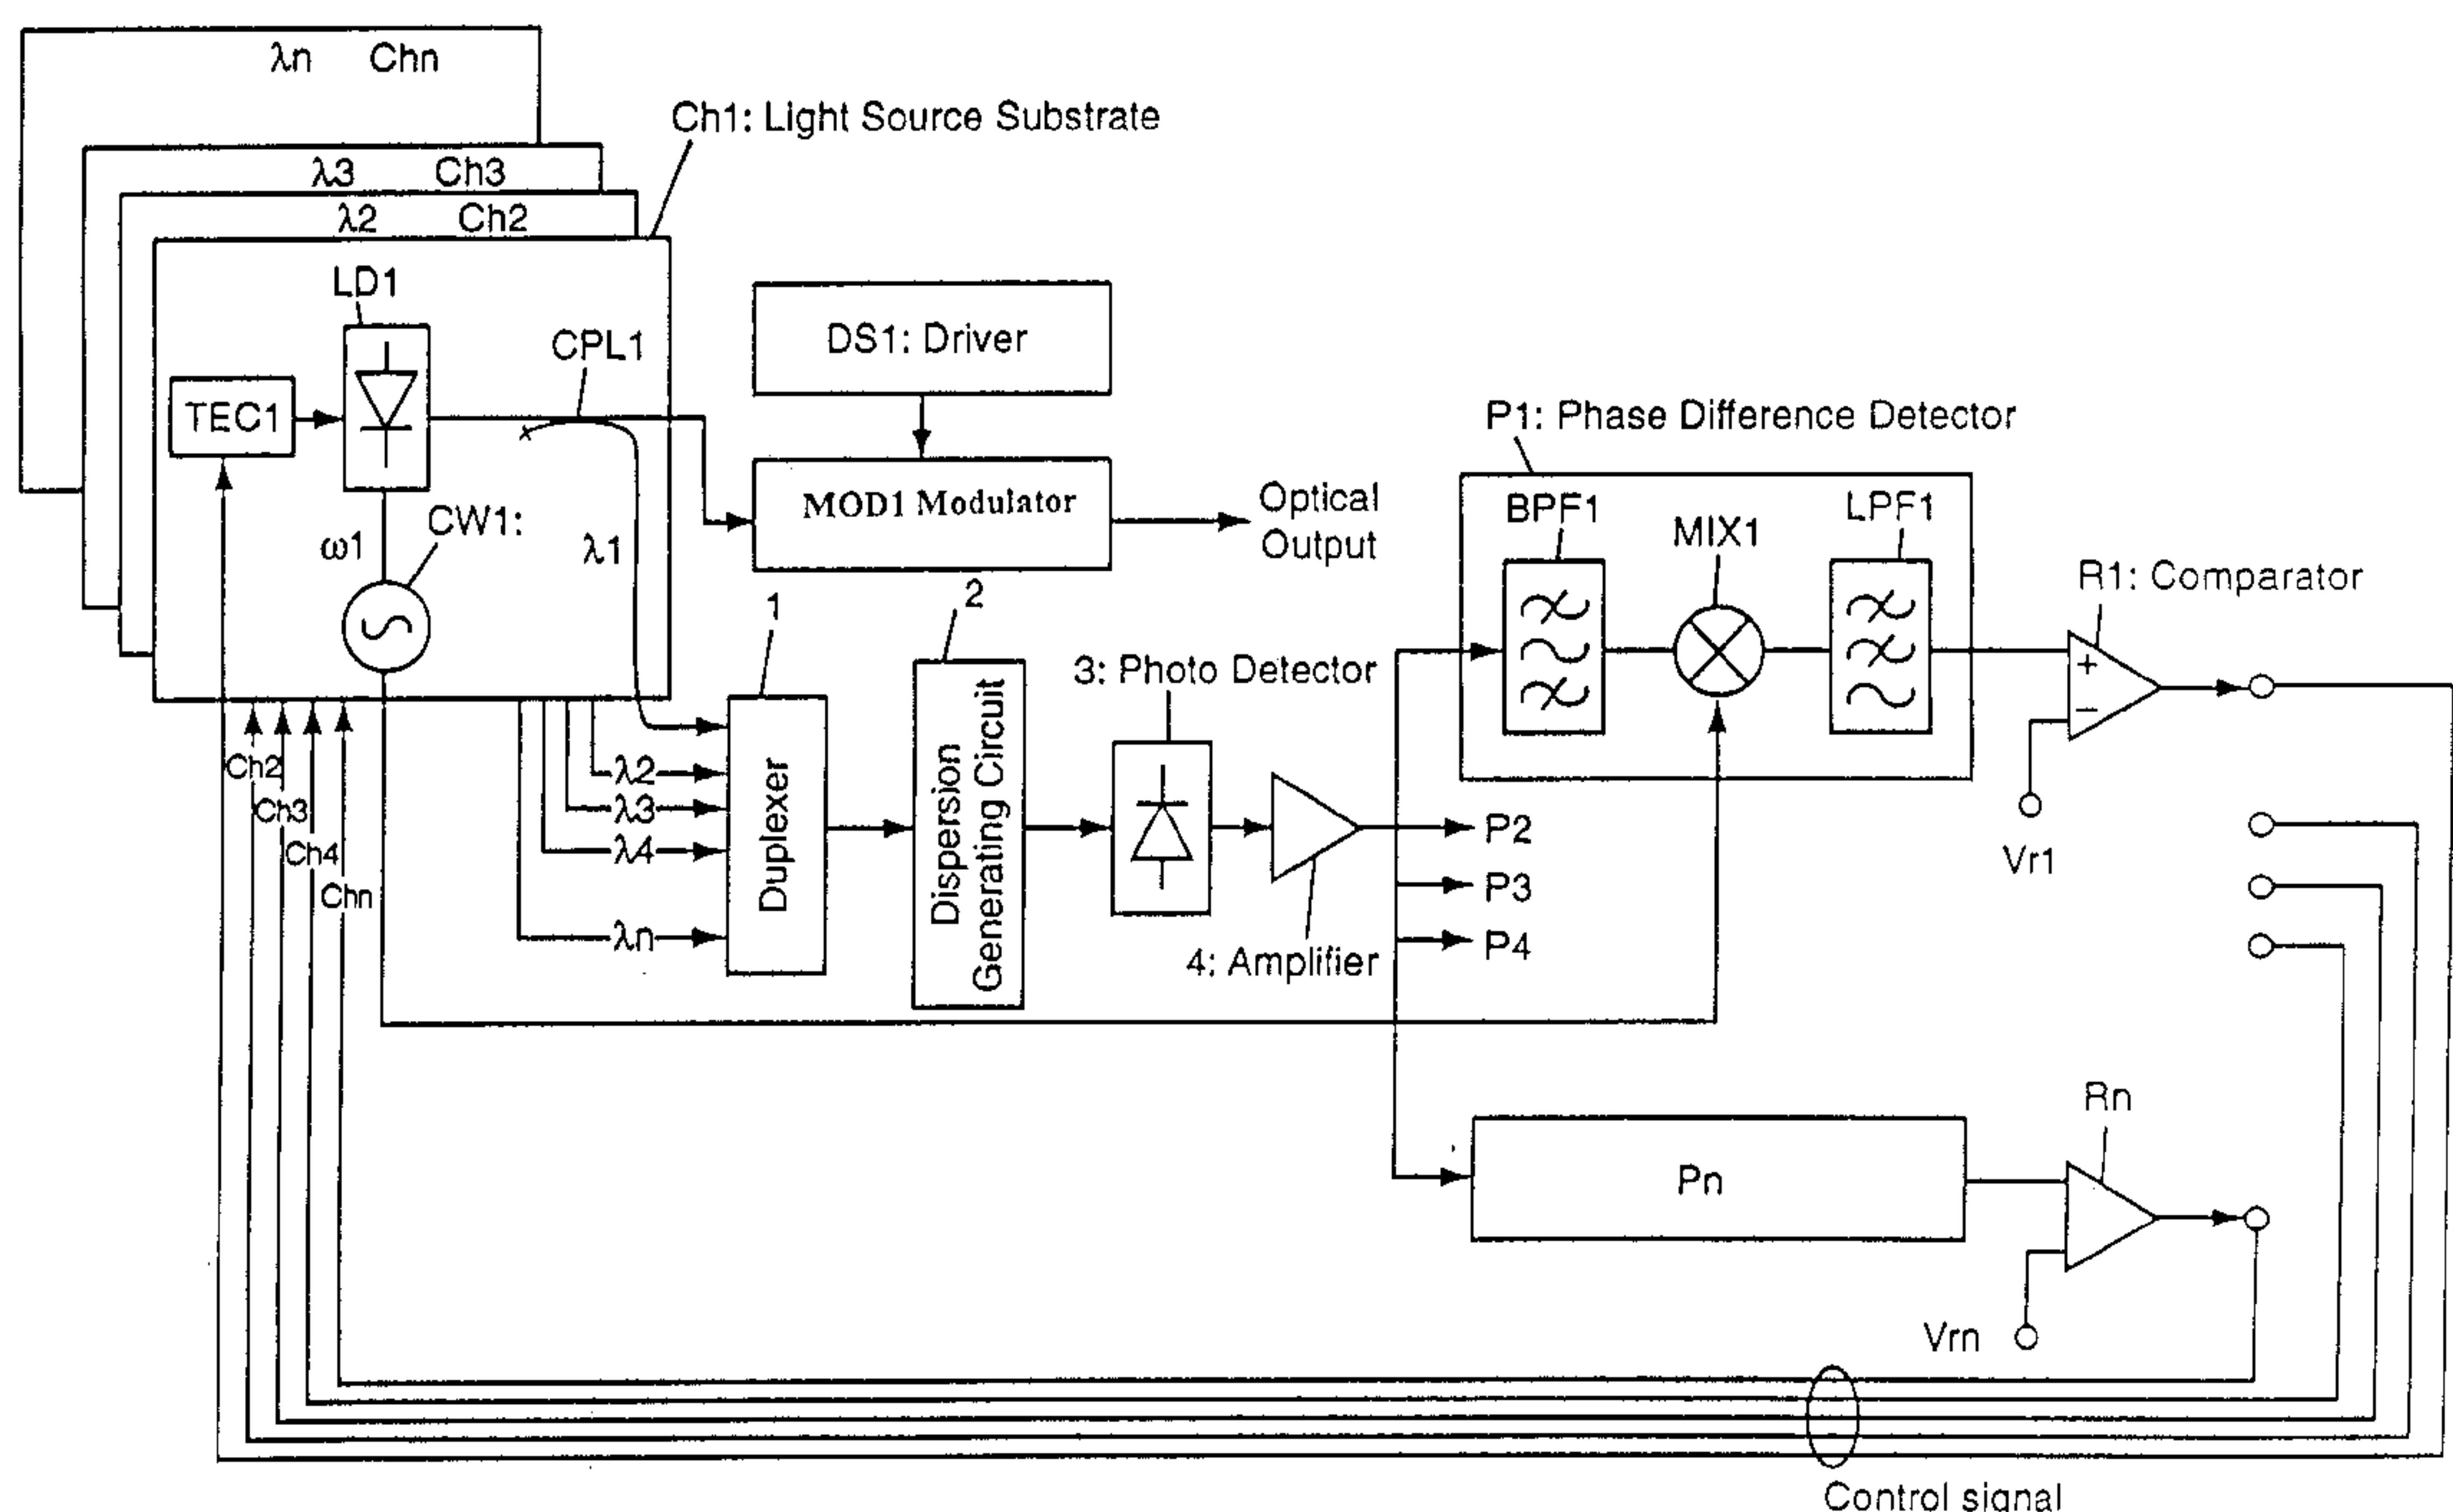 λn Chn
Ch1: Light Source Substrate
λ3 Ch3
λ2 Ch2
LD1
CPL1
TEC1
DS1: Driver
MOD1 Modulator
Optical
Output
ω1
CW1:
λ1
P1: Phase Difference Detector
BPF1
MIX1
LPF1
R1: Comparator
+
−
Vr1
1
2
3: Photo Detector
Duplexer
Dispersion
Generating Circuit
4: Amplifier
Ch2
Ch3
Ch4
Chn
λ2
λ3
λ4
λn
P2
P3
P4
Pn
Rn
Vrn
Control signal